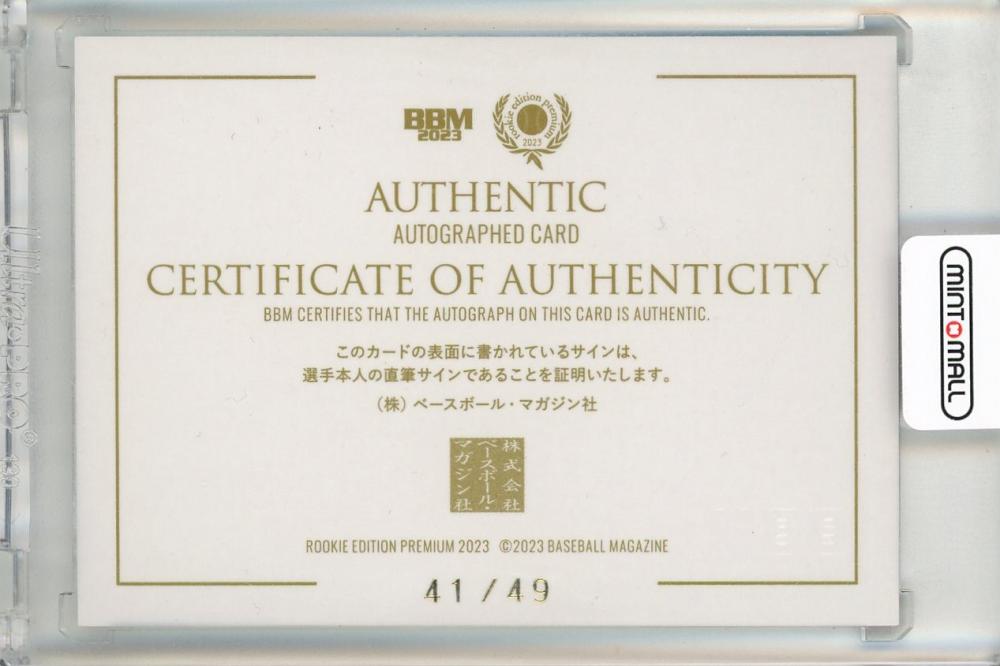 BBM
2023
rookie edition premium
2023
AUTHENTIC
AUTOGRAPHED CARD
CERTIFICATE OF AUTHENTICITY
BBM CERTIFIES THAT THE AUTOGRAPH ON THIS CARD IS AUTHENTIC.
このカードの表面に書かれているサインは、
選手本人の直筆サインであることを証明いたします。
（株）ベースボール・マガジン社
株式会社
ベースボール・
マガジン社
ROOKIE EDITION PREMIUM 2023 ©2023 BASEBALL MAGAZINE
41/49
MINT MALL
Ultra PRO®